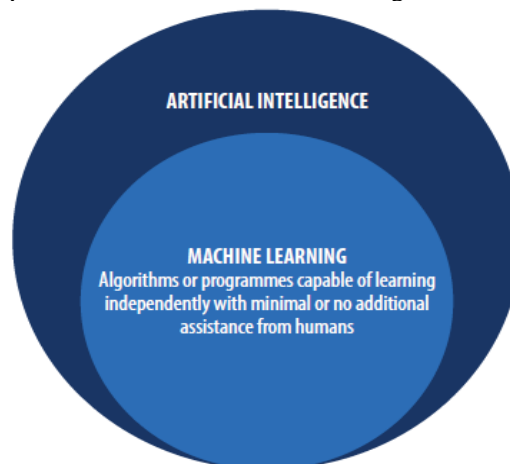 ARTIFICIAL INTELLIGENCE
MACHINE LEARNING
Algorithms or programmes capable of learning
independently with minimal or no additional
assistance from humans